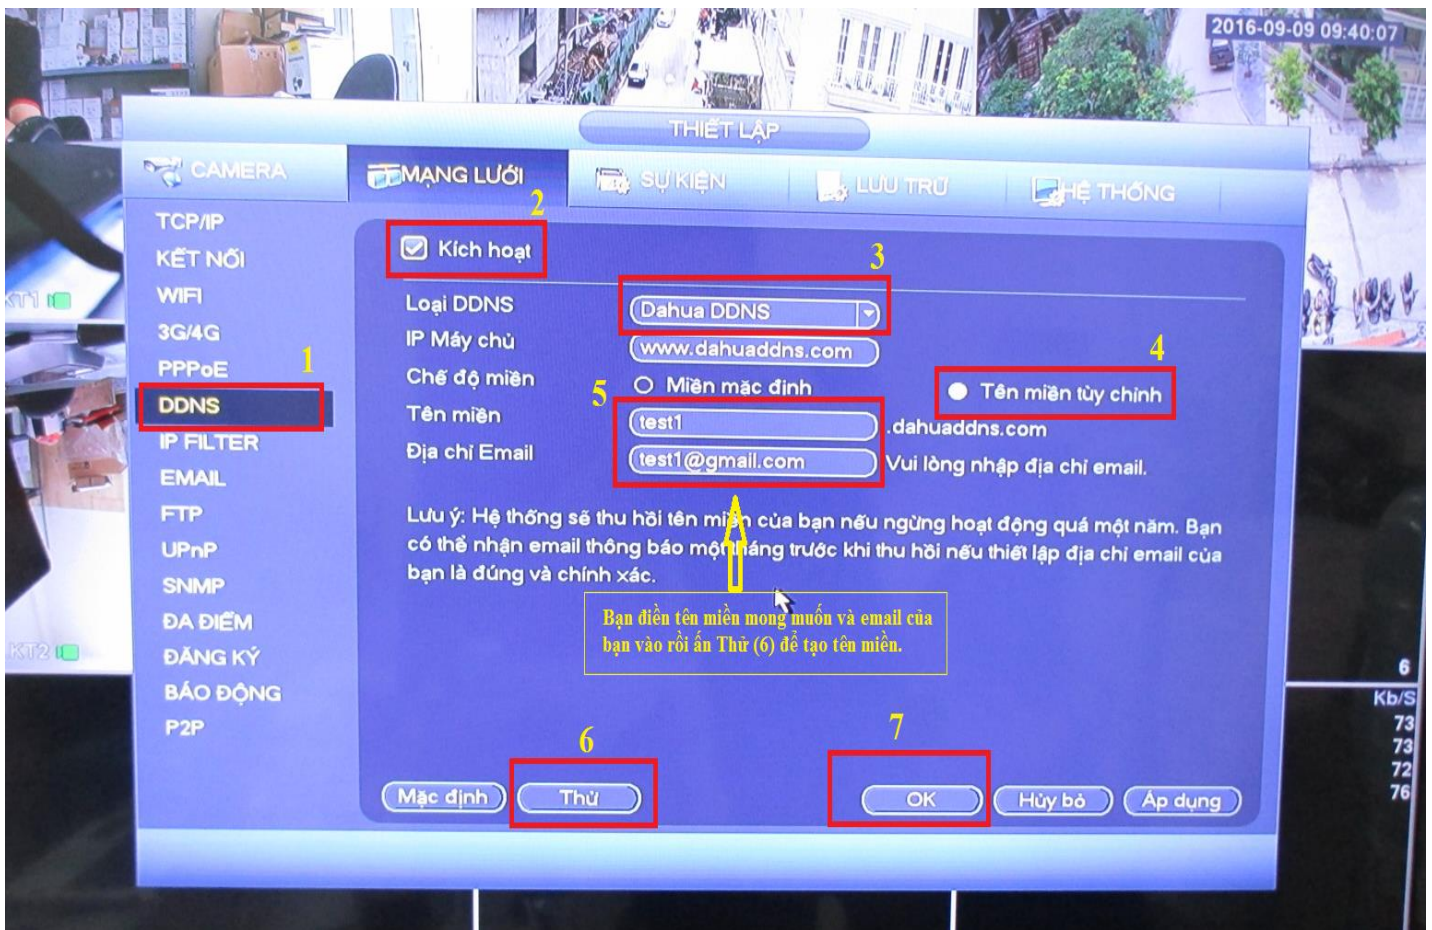 2016-09-09 09:40:07
THIẾT LẬP
CAMERA
MẠNG LƯỚI
SỰ KIỆN
LƯU TRỮ
HỆ THỐNG
2
TCP/IP
KẾT NỐI
WIFI
3G/4G
PPPoE
1
DDNS
IP FILTER
EMAIL
FTP
UPnP
SNMP
ĐA ĐIỂM
ĐĂNG KÝ
BÁO ĐỘNG
P2P
Kích hoạt
3
Loại DDNS Dahua DDNS
IP Máy chủ www.dahuaddns.com
4
Chế độ miền Miền mặc định Tên miền tùy chỉnh
5
Tên miền test1 .dahuaddns.com
Địa chỉ Email test1@gmail.com Vui lòng nhập địa chỉ email.
Lưu ý: Hệ thống sẽ thu hồi tên miền của bạn nếu ngừng hoạt động quá một năm. Bạn
có thể nhận email thông báo một tháng trước khi thu hồi nếu thiết lập địa chỉ email của
bạn là đúng và chính xác.
Bạn điền tên miền mong muốn và email của
bạn vào rồi ấn Thử (6) để tạo tên miền.
6
7
Mặc định Thử OK Hủy bỏ Áp dụng
KT1
KT2
3
6
Kb/S
73
73
72
76